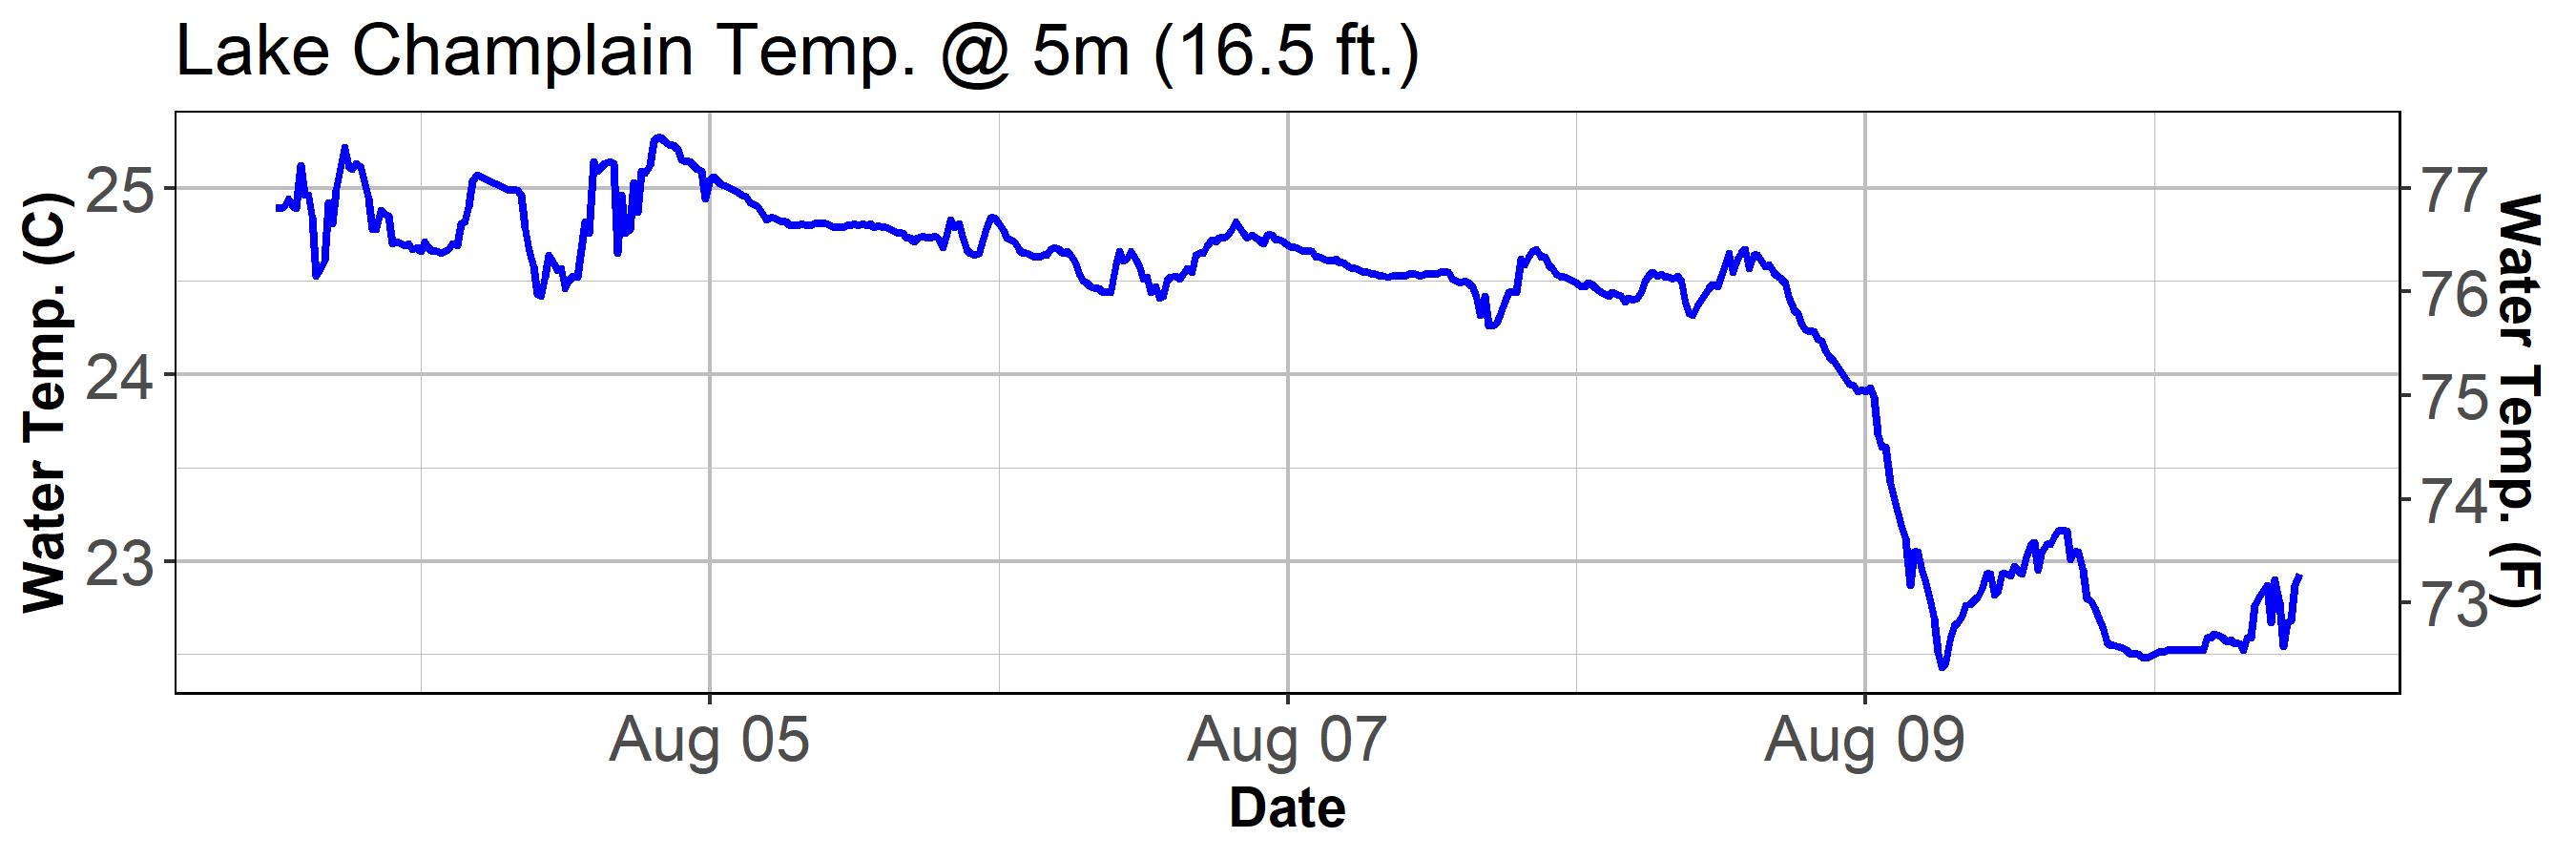 Lake Champlain Temp. @ 5m (16.5 ft.)
Water Temp. (C)
25
24
23
77
76
75
74
73
Water Temp. (F)
Aug 05
Aug 07
Aug 09
Date